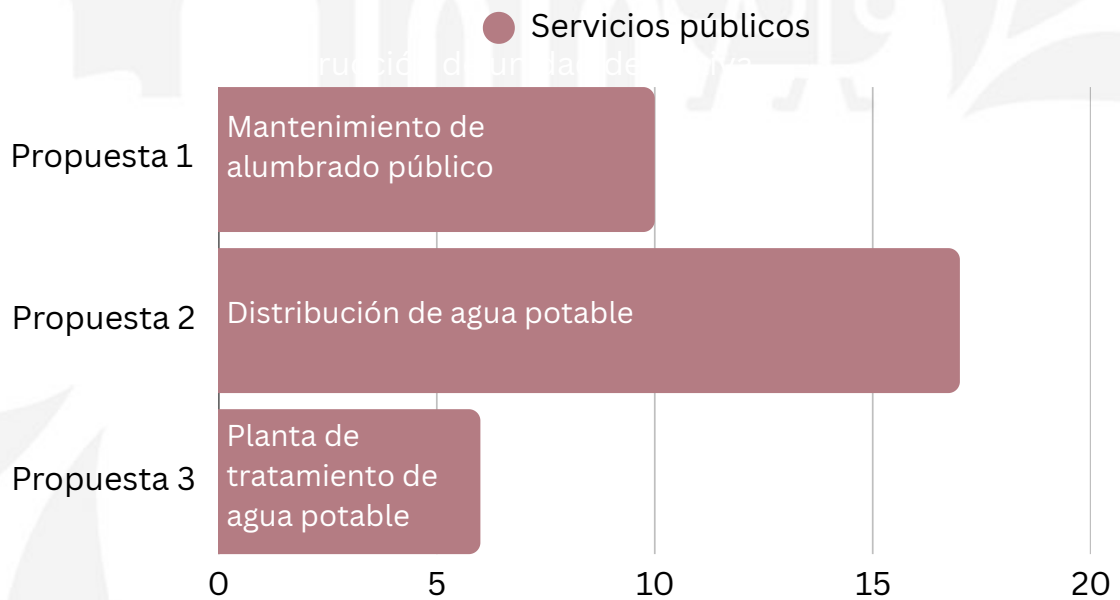 Servicios públicos
Propuesta 1
Mantenimiento de
alumbrado público
Propuesta 2
Distribución de agua potable
Propuesta 3
Planta de
tratamiento de
agua potable
0 5 10 15 20